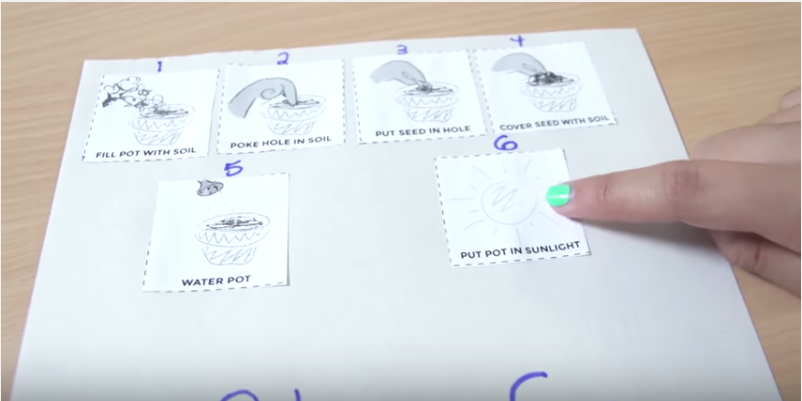 1 2 3 4
FILL POT WITH SOIL
POKE HOLE IN SOIL
PUT SEED IN HOLE
COVER SEED WITH SOIL
5 6
WATER POT
PUT POT IN SUNLIGHT